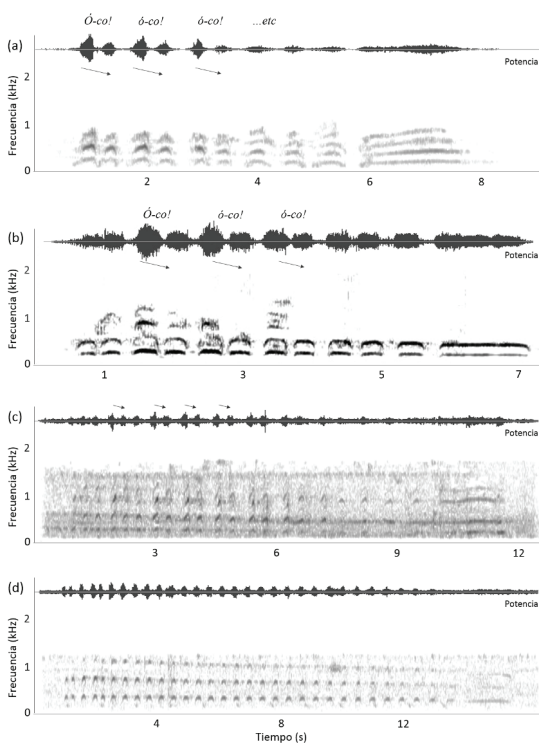 Ó-co! ó-co! ó-co! ...etc
(a)
Potencia
Frecuencia (kHz)
2
1
0
2 4 6 8
Ó-co! ó-co! ó-co!
(b)
Potencia
Frecuencia (kHz)
2
1
0
1 3 5 7
(c)
Potencia
Frecuencia (kHz)
2
1
0
3 6 9 12
(d)
Potencia
Frecuencia (kHz)
2
1
0
4 8 12
Tiempo (s)